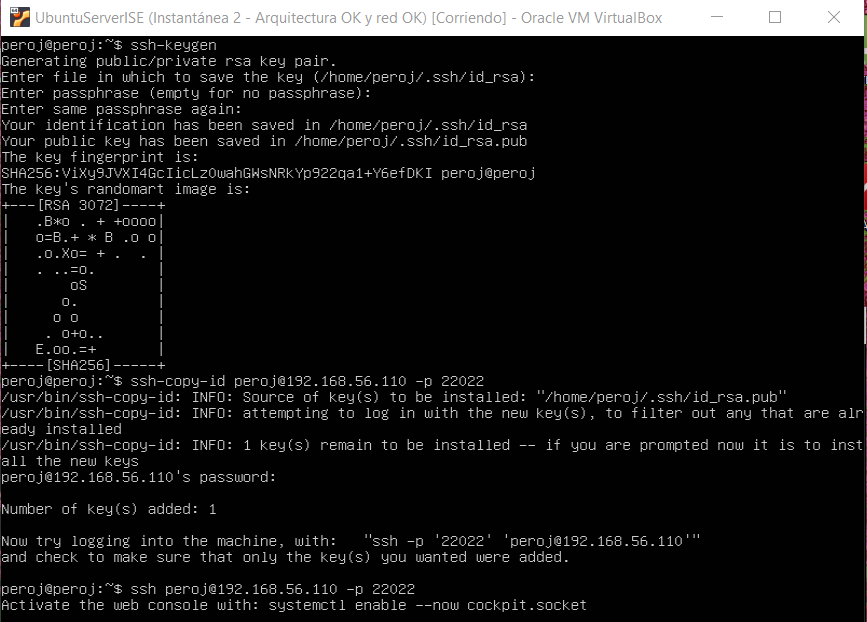 UbuntuServerISE (Instantánea 2 - Arquitectura OK y red OK) [Corriendo] - Oracle VM VirtualBox
peroj@peroj:~$ ssh-keygen
Generating public/private rsa key pair.
Enter file in which to save the key (/home/peroj/.ssh/id_rsa):
Enter passphrase (empty for no passphrase):
Enter same passphrase again:
Your identification has been saved in /home/peroj/.ssh/id_rsa
Your public key has been saved in /home/peroj/.ssh/id_rsa.pub
The key fingerprint is:
SHA256:ViXy9JVXI4GcIicLz0wahGWsNRkYp922qa1+Y6efDKI peroj@peroj
The key's randomart image is:
+---[RSA 3072]----+
|   .B*o . + +oooo|
|   o=B.+ * B .o o|
|   .o.Xo= + .  . |
|   . ..=o.       |
|       oS        |
|      o.         |
|     o o         |
|    . o+o..      |
|   E.oo.=+       |
+----[SHA256]-----+
peroj@peroj:~$ ssh-copy-id peroj@192.168.56.110 -p 22022
/usr/bin/ssh-copy-id: INFO: Source of key(s) to be installed: "/home/peroj/.ssh/id_rsa.pub"
/usr/bin/ssh-copy-id: INFO: attempting to log in with the new key(s), to filter out any that are alr
eady installed
/usr/bin/ssh-copy-id: INFO: 1 key(s) remain to be installed -- if you are prompted now it is to inst
all the new keys
peroj@192.168.56.110's password:
Number of key(s) added: 1
Now try logging into the machine, with:   "ssh -p '22022' 'peroj@192.168.56.110'"
and check to make sure that only the key(s) you wanted were added.
peroj@peroj:~$ ssh peroj@192.168.56.110 -p 22022
Activate the web console with: systemctl enable --now cockpit.socket